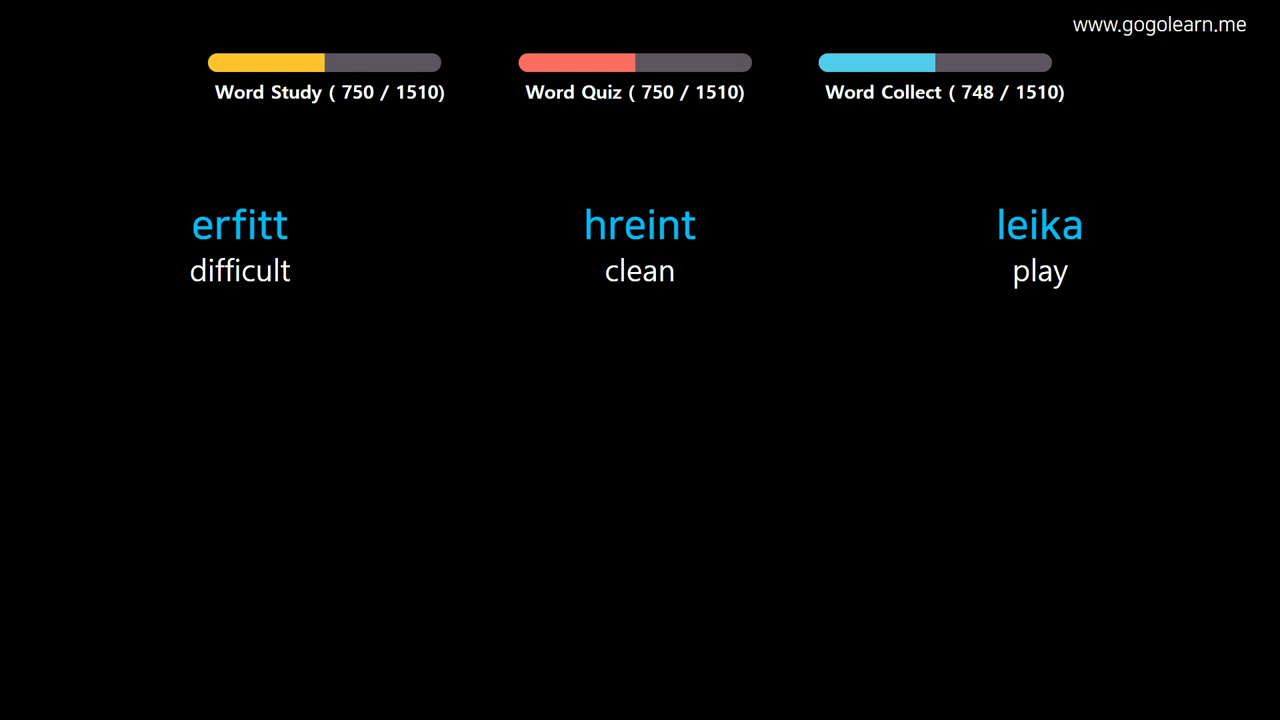 www.gogolearn.me
Word Study ( 750 / 1510)
Word Quiz ( 750 / 1510)
Word Collect ( 748 / 1510)
erfitt
difficult
hreint
clean
leika
play